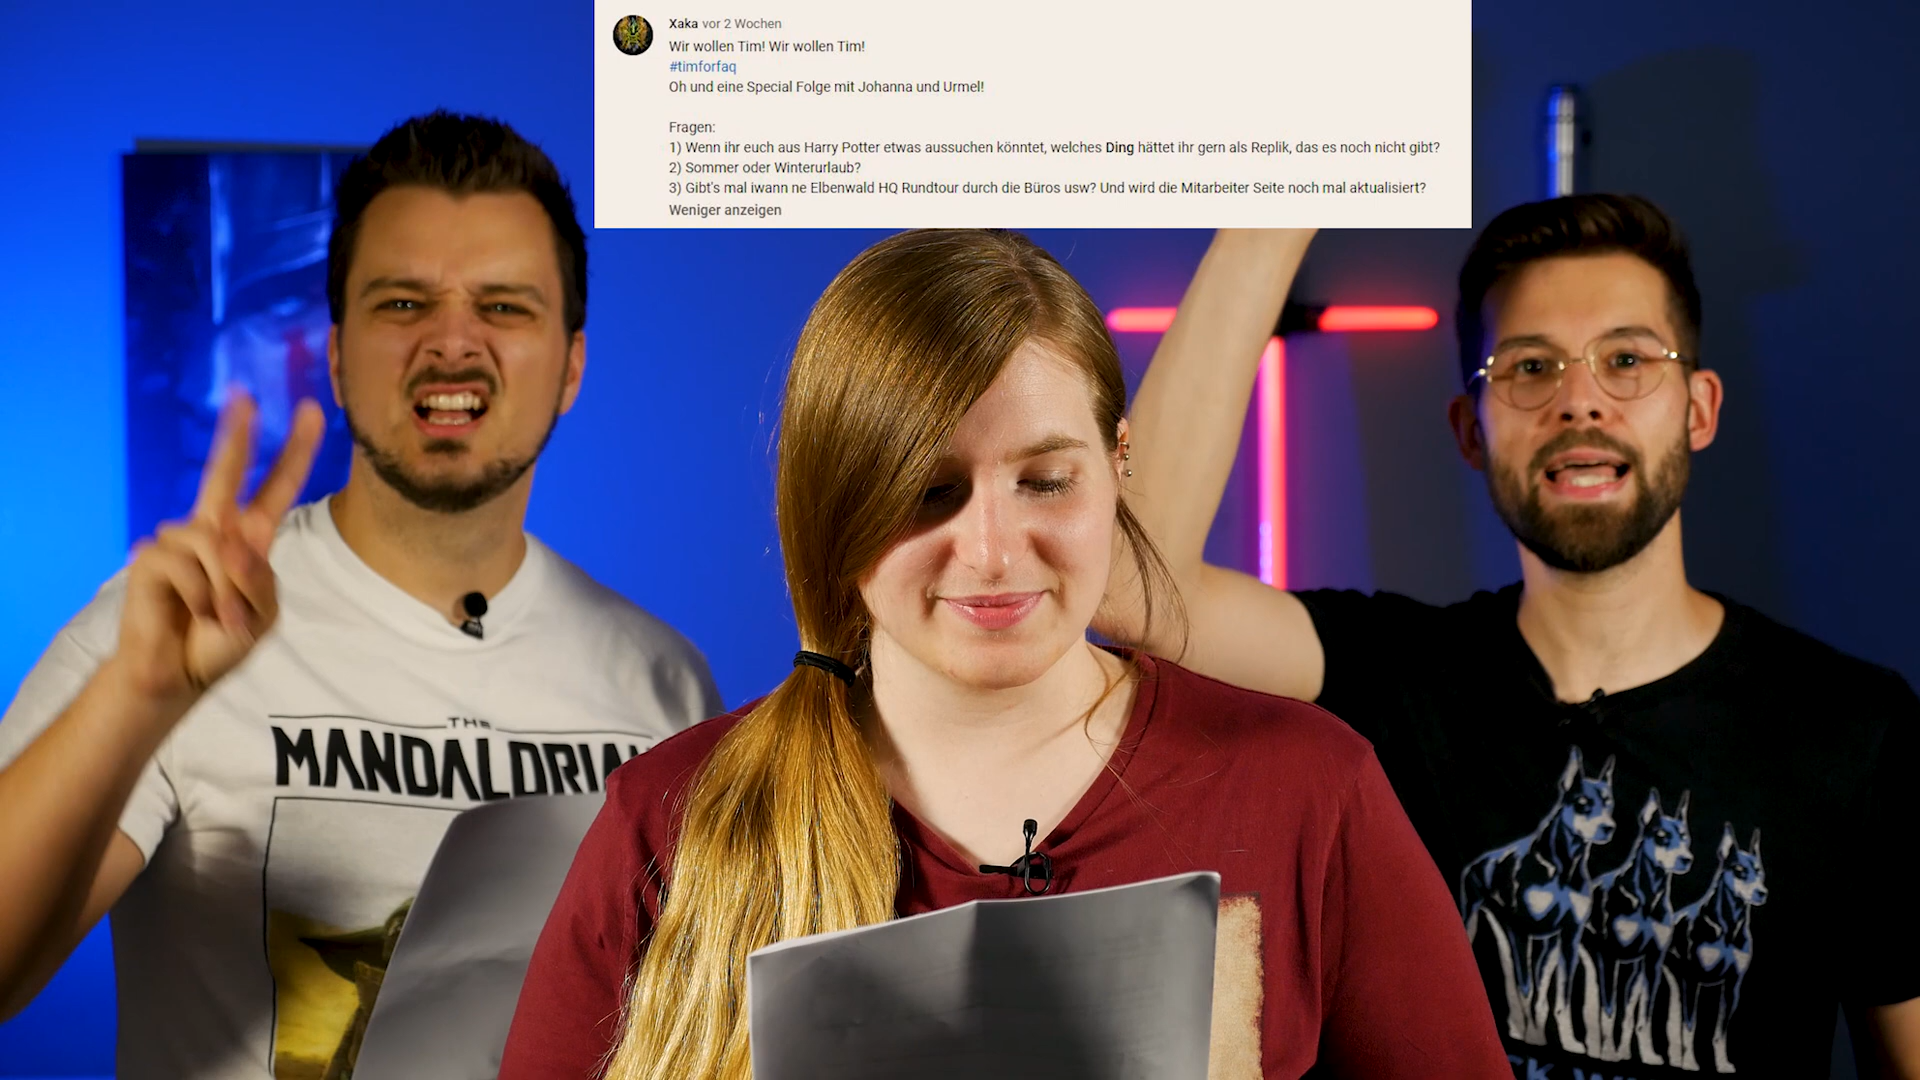 Xaka vor 2 Wochen
Wir wollen Tim! Wir wollen Tim!
#timforfaq
Oh und eine Special Folge mit Johanna und Urmel!
Fragen:
1) Wenn ihr euch aus Harry Potter etwas aussuchen könntet, welches Ding hättet ihr gern als Replik, das es noch nicht gibt?
2) Sommer oder Winterurlaub?
3) Gibt's mal iwann ne Elbenwald HQ Rundtour durch die Büros usw? Und wird die Mitarbeiter Seite noch mal aktualisiert?
Weniger anzeigen
THE
MANDALORIAN